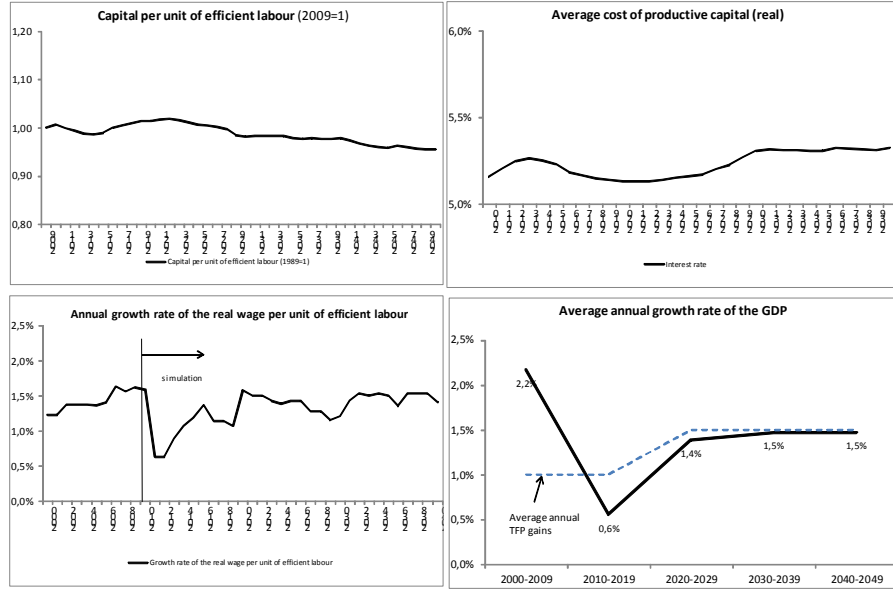 Capital per unit of efficient labour (2009=1)
1,20
1,10
1,00
0,90
0,80
Capital per unit of efficient labour (1989=1)
Average cost of productive capital (real)
6,0%
5,5%
5,0%
Interest rate
Annual growth rate of the real wage per unit of efficient labour
2,5%
2,0%
1,5%
1,0%
0,5%
0,0%
simulation
Growth rate of the real wage per unit of efficient labour
Average annual growth rate of the GDP
2,5%
2,0%
1,5%
1,0%
0,5%
0,0%
2,2%
0,6%
1,4%
1,5%
1,5%
Average annual
TFP gains
2000-2009 2010-2019 2020-2029 2030-2039 2040-2049